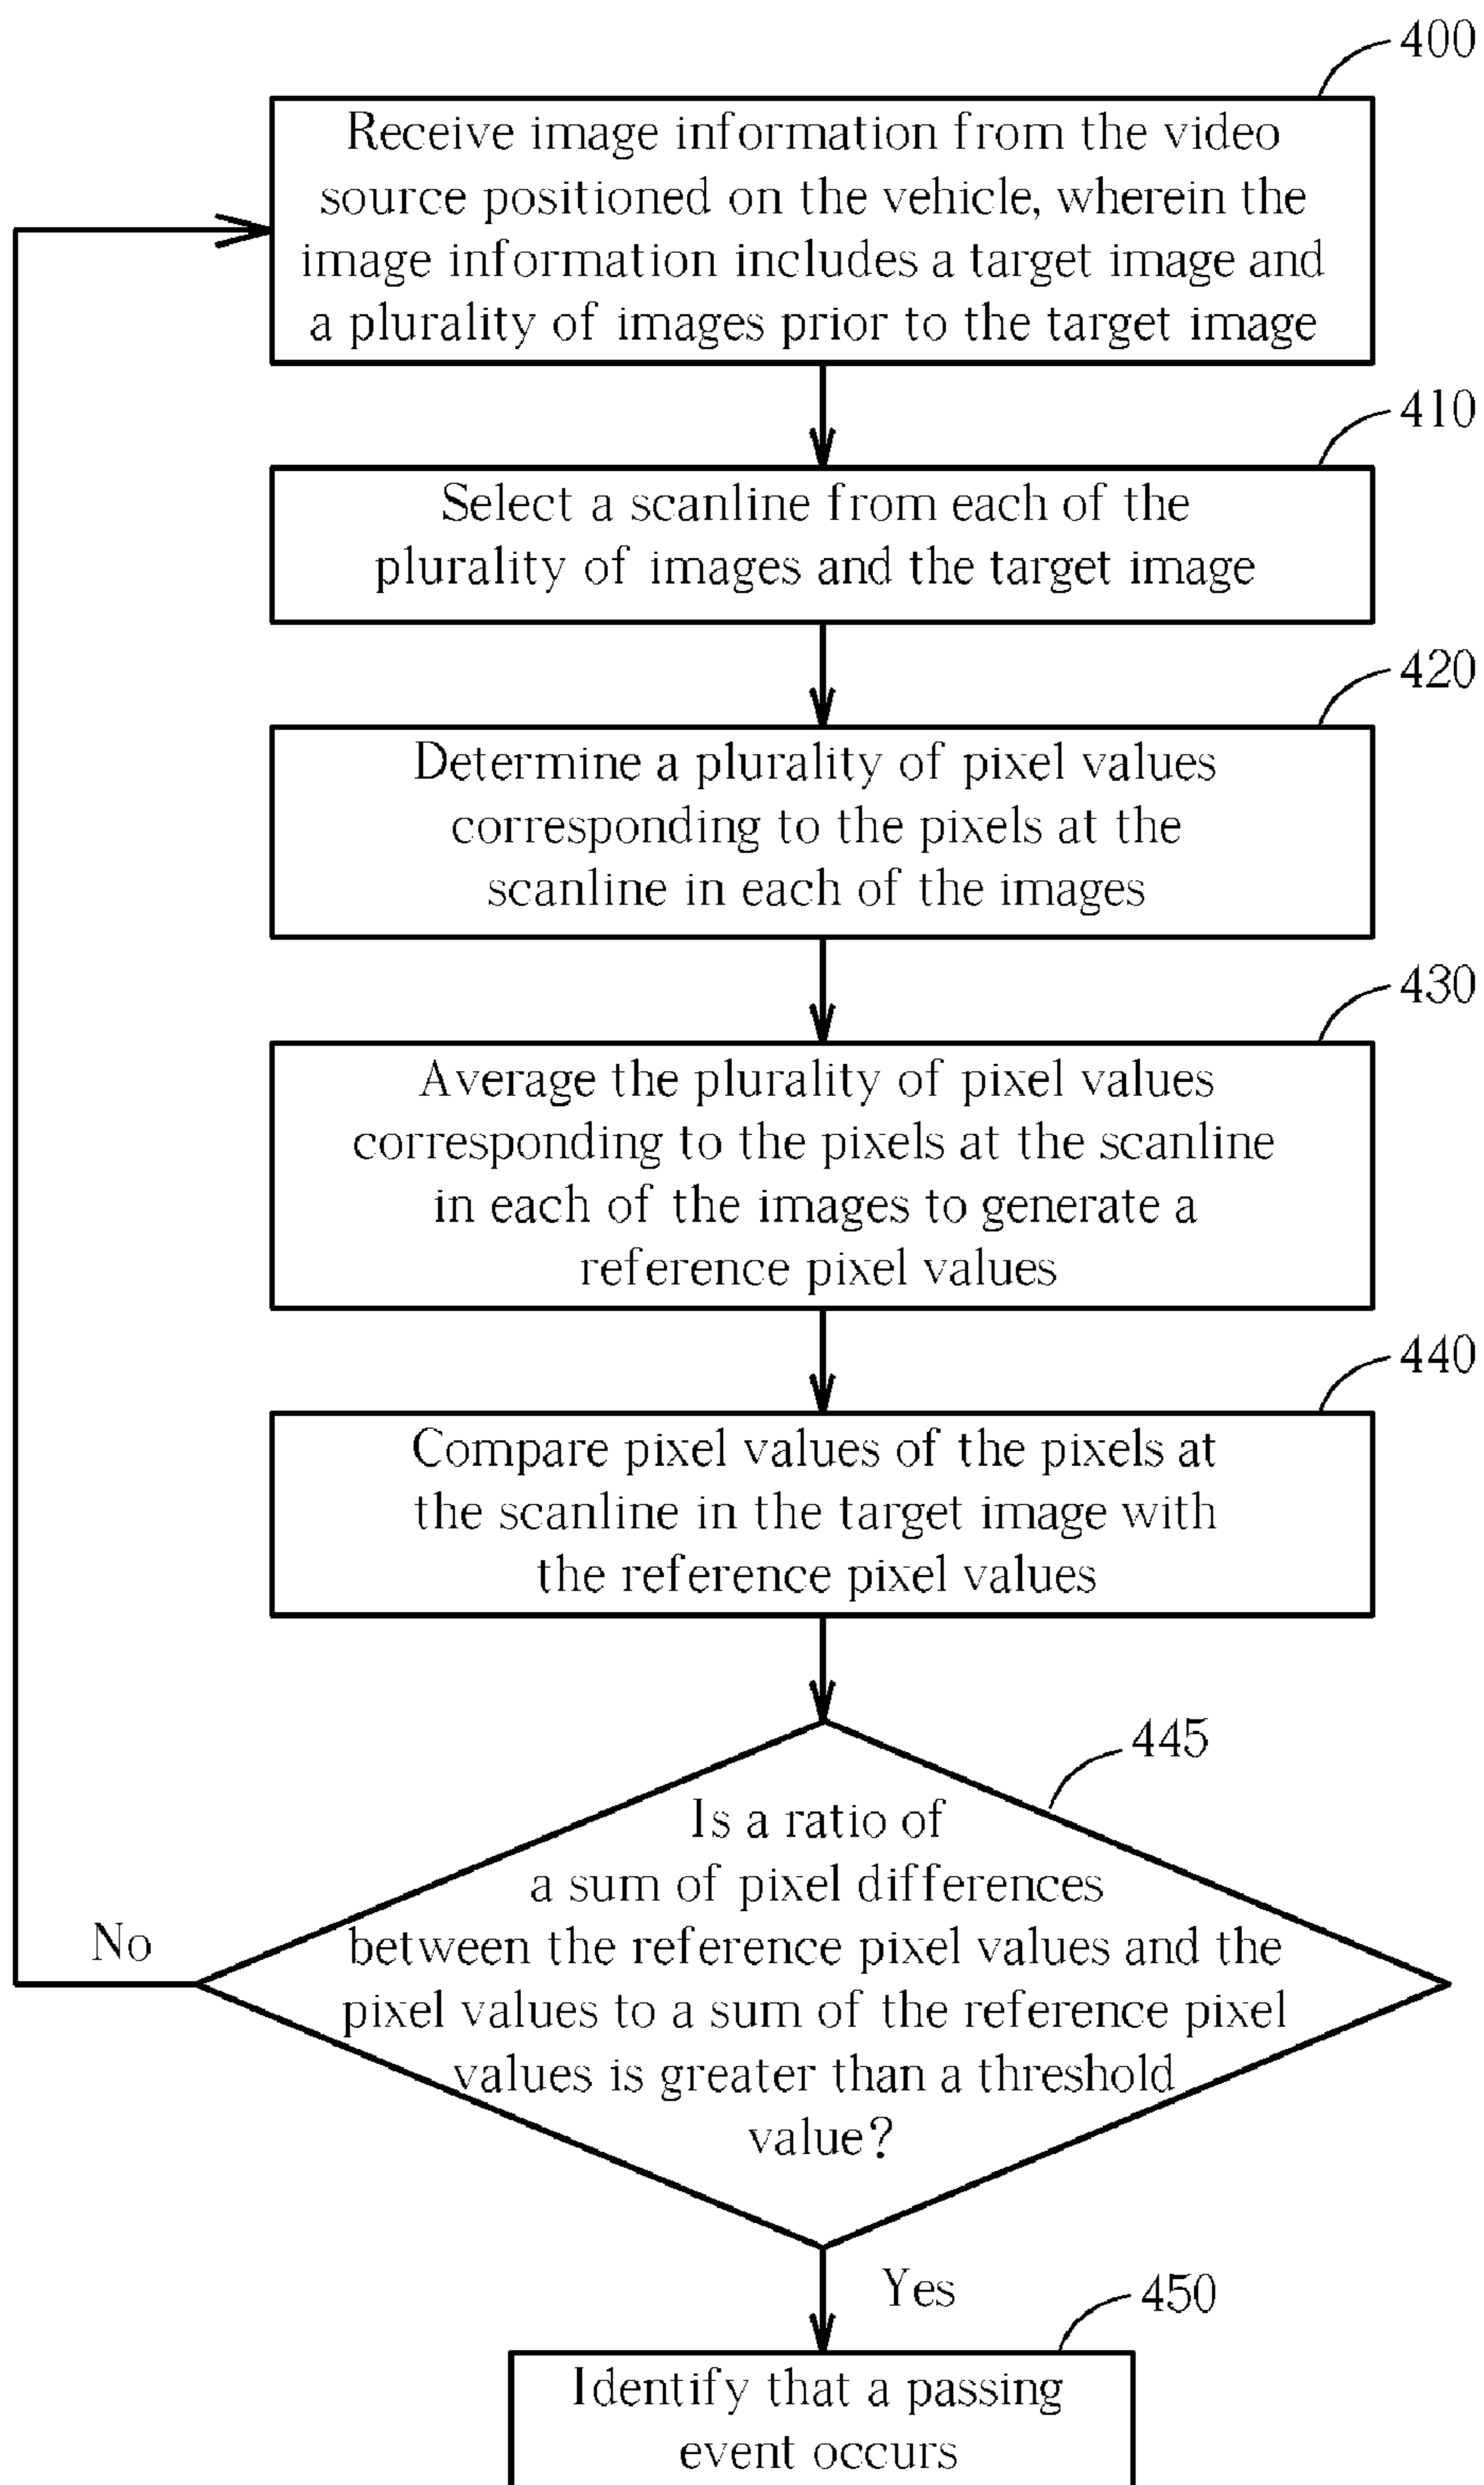 400
Receive image information from the video
source positioned on the vehicle, wherein the
image information includes a target image and
a plurality of images prior to the target image
410
Select a scanline from each of the
plurality of images and the target image
420
Determine a plurality of pixel values
corresponding to the pixels at the
scanline in each of the images
430
Average the plurality of pixel values
corresponding to the pixels at the scanline
in each of the images to generate a
reference pixel values
440
Compare pixel values of the pixels at
the scanline in the target image with
the reference pixel values
445
Is a ratio of
a sum of pixel differences
between the reference pixel values and the
pixel values to a sum of the reference pixel
values is greater than a threshold
value?
No
Yes
450
Identify that a passing
event occurs